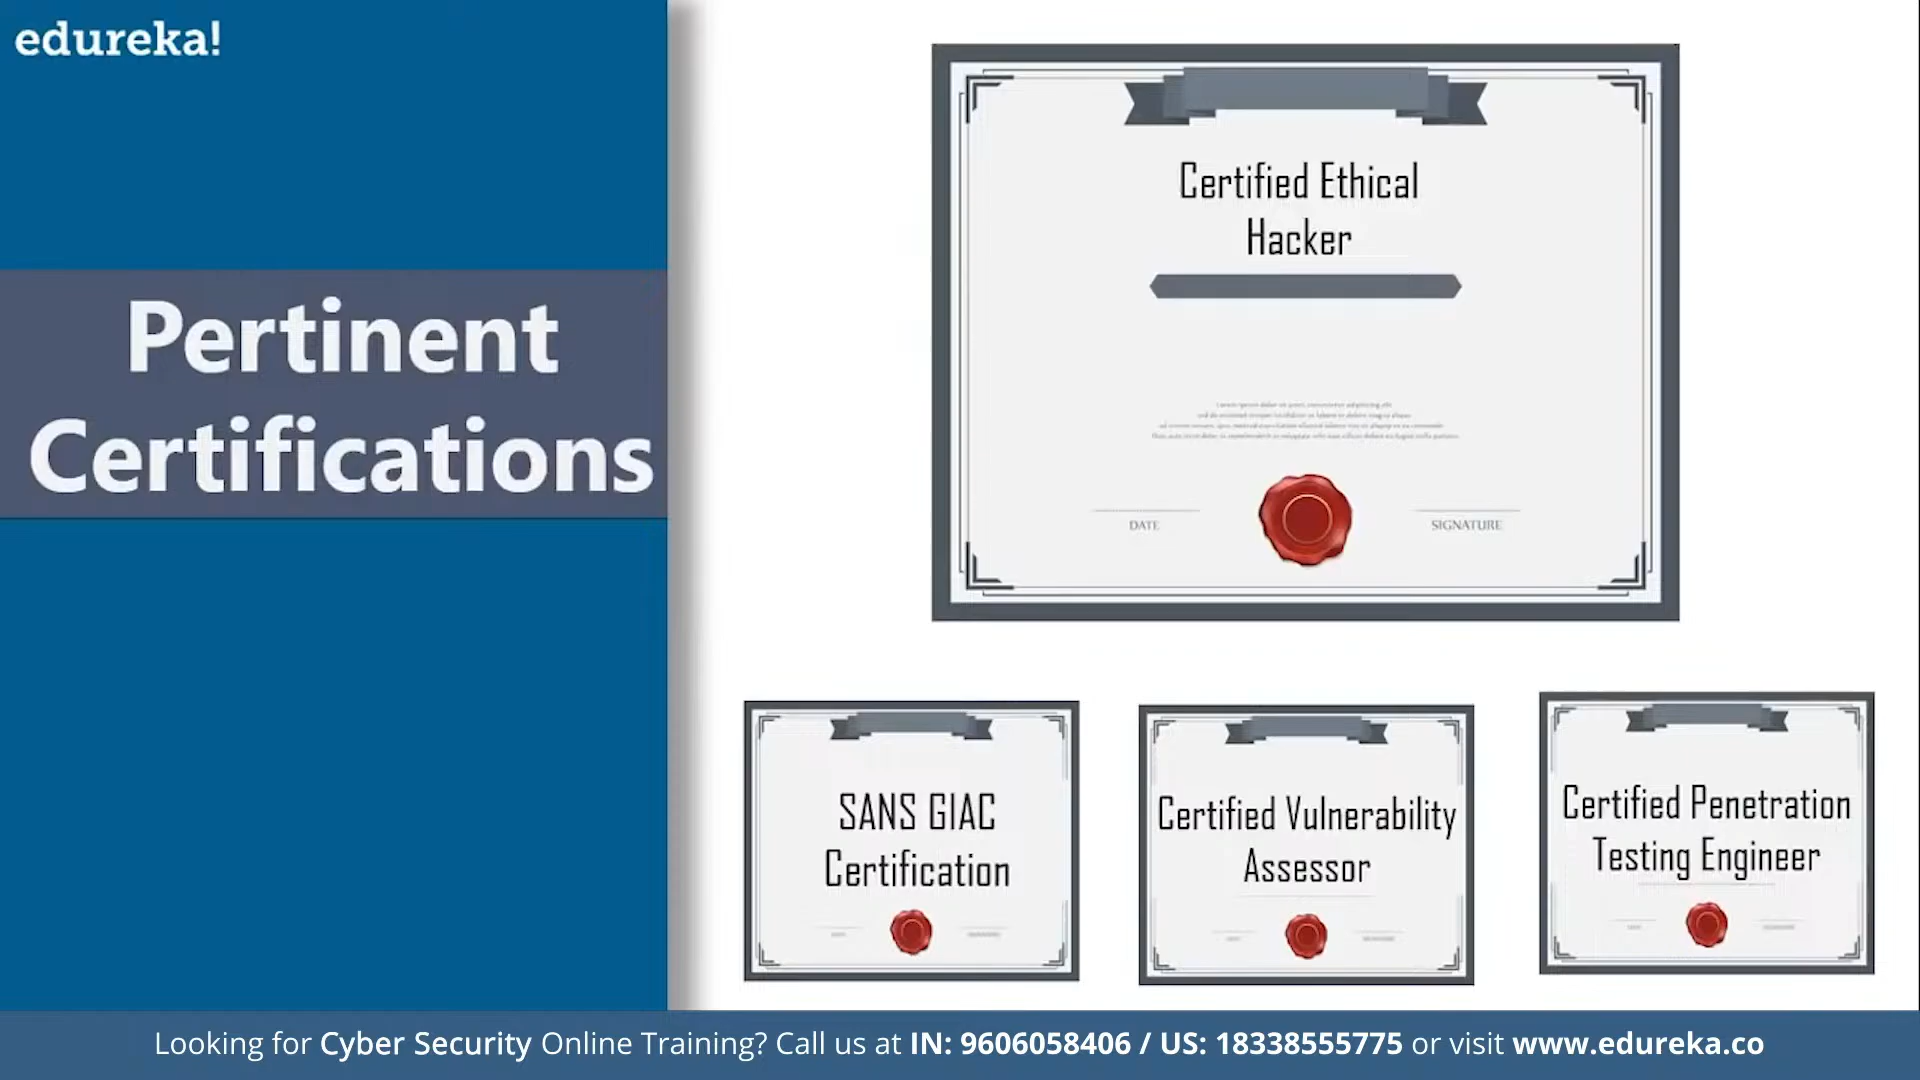 edureka!
Pertinent
Certifications
Certified Ethical
Hacker
DATE
SIGNATURE
SANS GIAC
Certification
Certified Vulnerability
Assessor
Certified Penetration
Testing Engineer
Looking for Cyber Security Online Training? Call us at IN: 9606058406 / US: 18338555775 or visit www.edureka.co